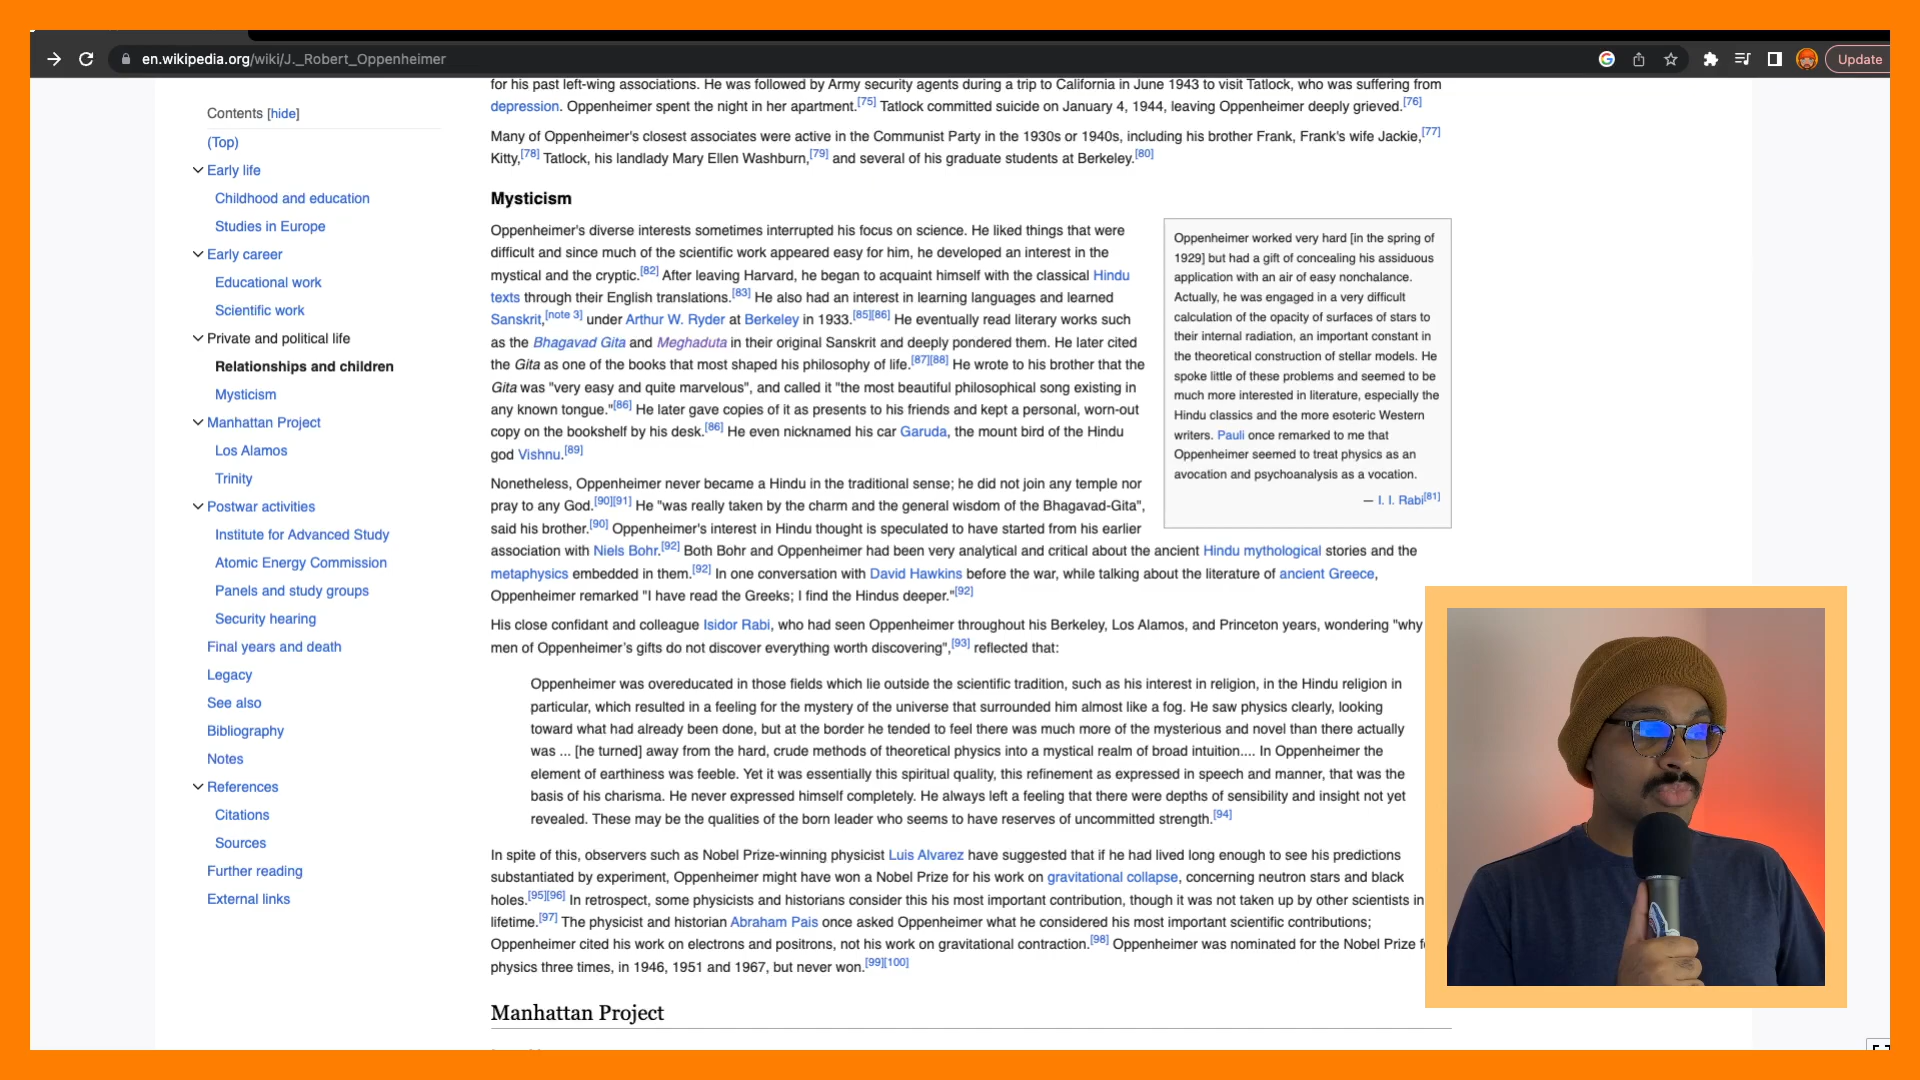 en.wikipedia.org/wiki/J._Robert_Oppenheimer
Update
Contents [hide]
(Top)
Early life
Childhood and education
Studies in Europe
Early career
Educational work
Scientific work
Private and political life
Relationships and children
Mysticism
Manhattan Project
Los Alamos
Trinity
Postwar activities
Institute for Advanced Study
Atomic Energy Commission
Panels and study groups
Security hearing
Final years and death
Legacy
See also
Bibliography
Notes
References
Citations
Sources
Further reading
External links
for his past left-wing associations. He was followed by Army security agents during a trip to California in June 1943 to visit Tatlock, who was suffering from
depression. Oppenheimer spent the night in her apartment.[75] Tatlock committed suicide on January 4, 1944, leaving Oppenheimer deeply grieved.[76]
Many of Oppenheimer's closest associates were active in the Communist Party in the 1930s or 1940s, including his brother Frank, Frank's wife Jackie,[77]
Kitty,[78] Tatlock, his landlady Mary Ellen Washburn,[79] and several of his graduate students at Berkeley.[80]
Mysticism
Oppenheimer's diverse interests sometimes interrupted his focus on science. He liked things that were
difficult and since much of the scientific work appeared easy for him, he developed an interest in the
mystical and the cryptic.[82] After leaving Harvard, he began to acquaint himself with the classical Hindu
texts through their English translations.[83] He also had an interest in learning languages and learned
Sanskrit,[note 3] under Arthur W. Ryder at Berkeley in 1933.[85][86] He eventually read literary works such
as the Bhagavad Gita and Meghaduta in their original Sanskrit and deeply pondered them. He later cited
the Gita as one of the books that most shaped his philosophy of life.[87][88] He wrote to his brother that the
Gita was "very easy and quite marvelous", and called it "the most beautiful philosophical song existing in
any known tongue."[86] He later gave copies of it as presents to his friends and kept a personal, worn-out
copy on the bookshelf by his desk.[86] He even nicknamed his car Garuda, the mount bird of the Hindu
god Vishnu.[89]
Oppenheimer worked very hard [in the spring of
1929] but had a gift of concealing his assiduous
application with an air of easy nonchalance.
Actually, he was engaged in a very difficult
calculation of the opacity of surfaces of stars to
their internal radiation, an important constant in
the theoretical construction of stellar models. He
spoke little of these problems and seemed to be
much more interested in literature, especially the
Hindu classics and the more esoteric Western
writers. Pauli once remarked to me that
Oppenheimer seemed to treat physics as an
avocation and psychoanalysis as a vocation.
— I. I. Rabi[81]
Nonetheless, Oppenheimer never became a Hindu in the traditional sense; he did not join any temple nor
pray to any God.[90][91] He "was really taken by the charm and the general wisdom of the Bhagavad-Gita",
said his brother.[90] Oppenheimer's interest in Hindu thought is speculated to have started from his earlier
association with Niels Bohr.[92] Both Bohr and Oppenheimer had been very analytical and critical about the ancient Hindu mythological stories and the
metaphysics embedded in them.[92] In one conversation with David Hawkins before the war, while talking about the literature of ancient Greece,
Oppenheimer remarked "I have read the Greeks; I find the Hindus deeper."[92]
His close confidant and colleague Isidor Rabi, who had seen Oppenheimer throughout his Berkeley, Los Alamos, and Princeton years, wondering "why
men of Oppenheimer's gifts do not discover everything worth discovering",[93] reflected that:
Oppenheimer was overeducated in those fields which lie outside the scientific tradition, such as his interest in religion, in the Hindu religion in
particular, which resulted in a feeling for the mystery of the universe that surrounded him almost like a fog. He saw physics clearly, looking
toward what had already been done, but at the border he tended to feel there was much more of the mysterious and novel than there actually
was ... [he turned] away from the hard, crude methods of theoretical physics into a mystical realm of broad intuition.... In Oppenheimer the
element of earthiness was feeble. Yet it was essentially this spiritual quality, this refinement as expressed in speech and manner, that was the
basis of his charisma. He never expressed himself completely. He always left a feeling that there were depths of sensibility and insight not yet
revealed. These may be the qualities of the born leader who seems to have reserves of uncommitted strength.[94]
In spite of this, observers such as Nobel Prize-winning physicist Luis Alvarez have suggested that if he had lived long enough to see his predictions
substantiated by experiment, Oppenheimer might have won a Nobel Prize for his work on gravitational collapse, concerning neutron stars and black
holes.[95][96] In retrospect, some physicists and historians consider this his most important contribution, though it was not taken up by other scientists in
lifetime.[97] The physicist and historian Abraham Pais once asked Oppenheimer what he considered his most important scientific contributions;
Oppenheimer cited his work on electrons and positrons, not his work on gravitational contraction.[98] Oppenheimer was nominated for the Nobel Prize
physics three times, in 1946, 1951 and 1967, but never won.[99][100]
Manhattan Project